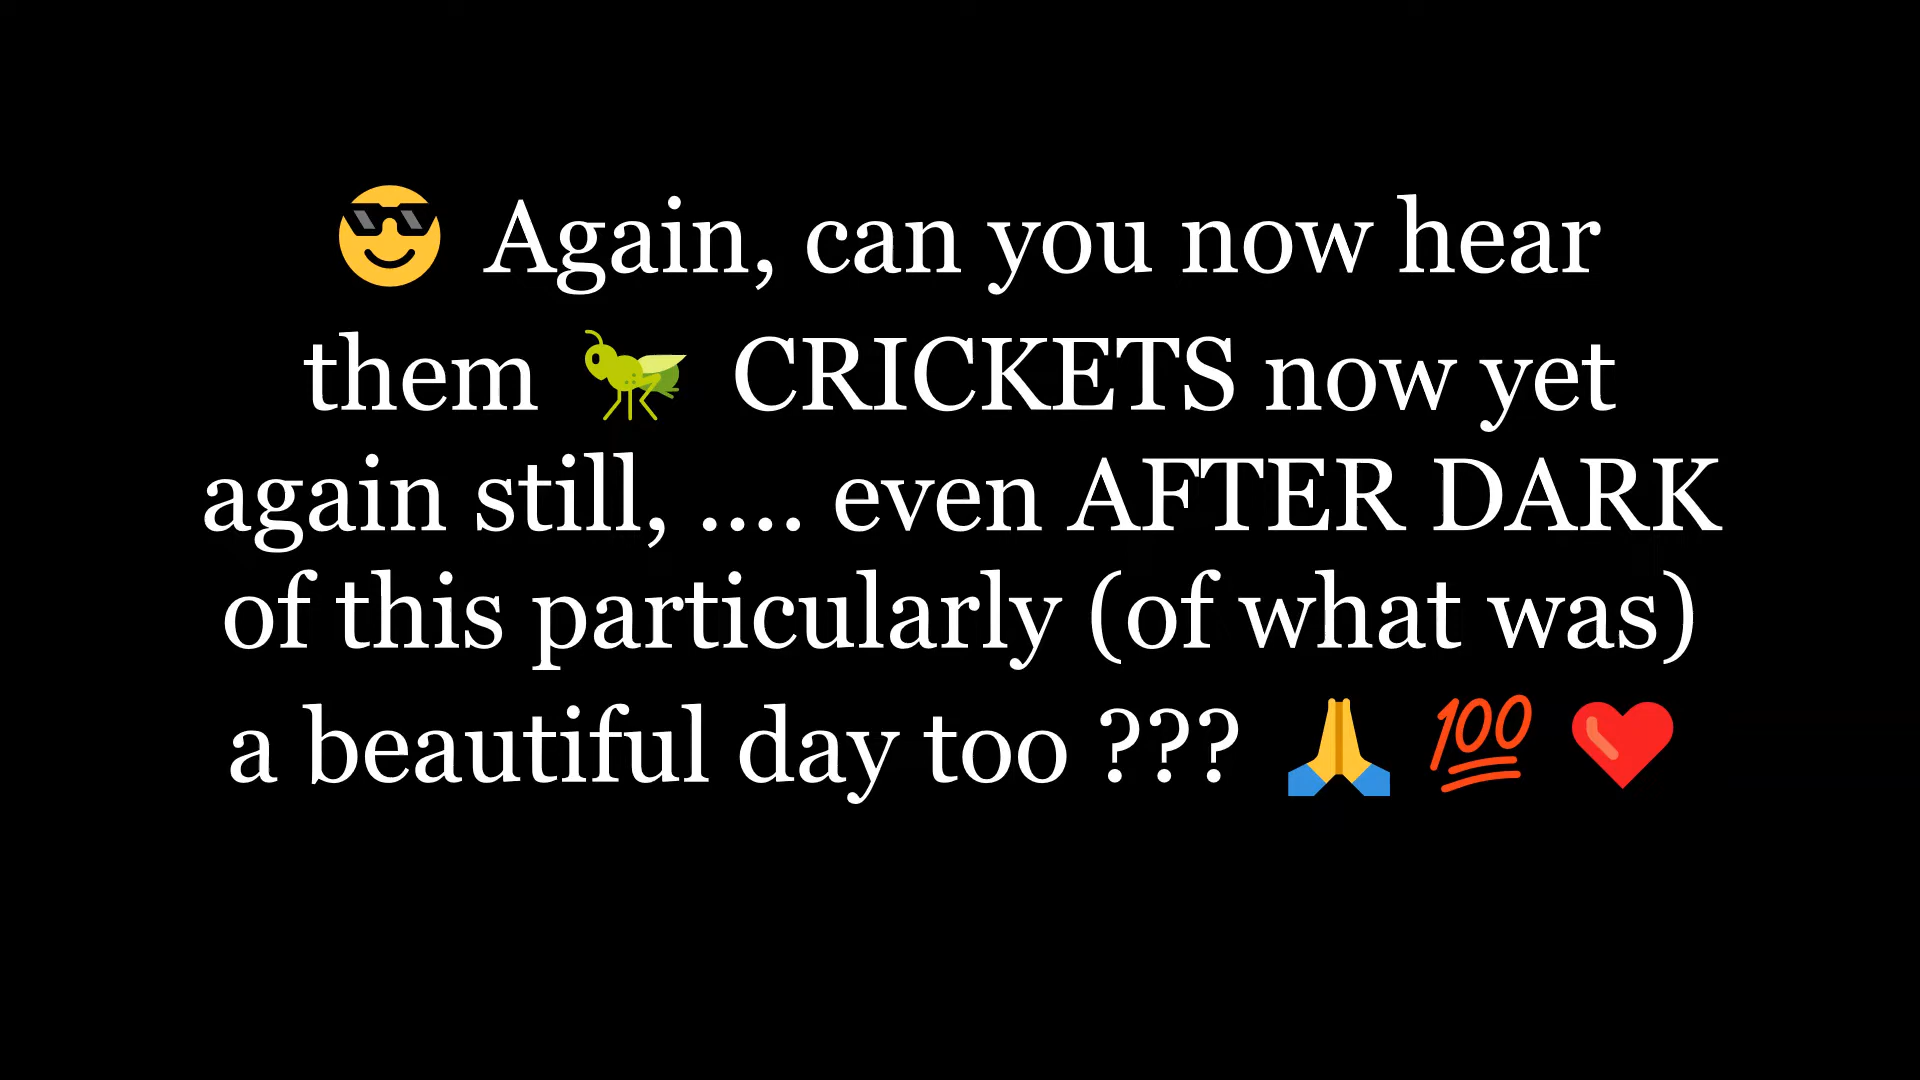 😎 Again, can you now hear
them 🦗 CRICKETS now yet
again still, .... even AFTER DARK
of this particularly (of what was)
a beautiful day too ??? 🙏 💯 ❤️